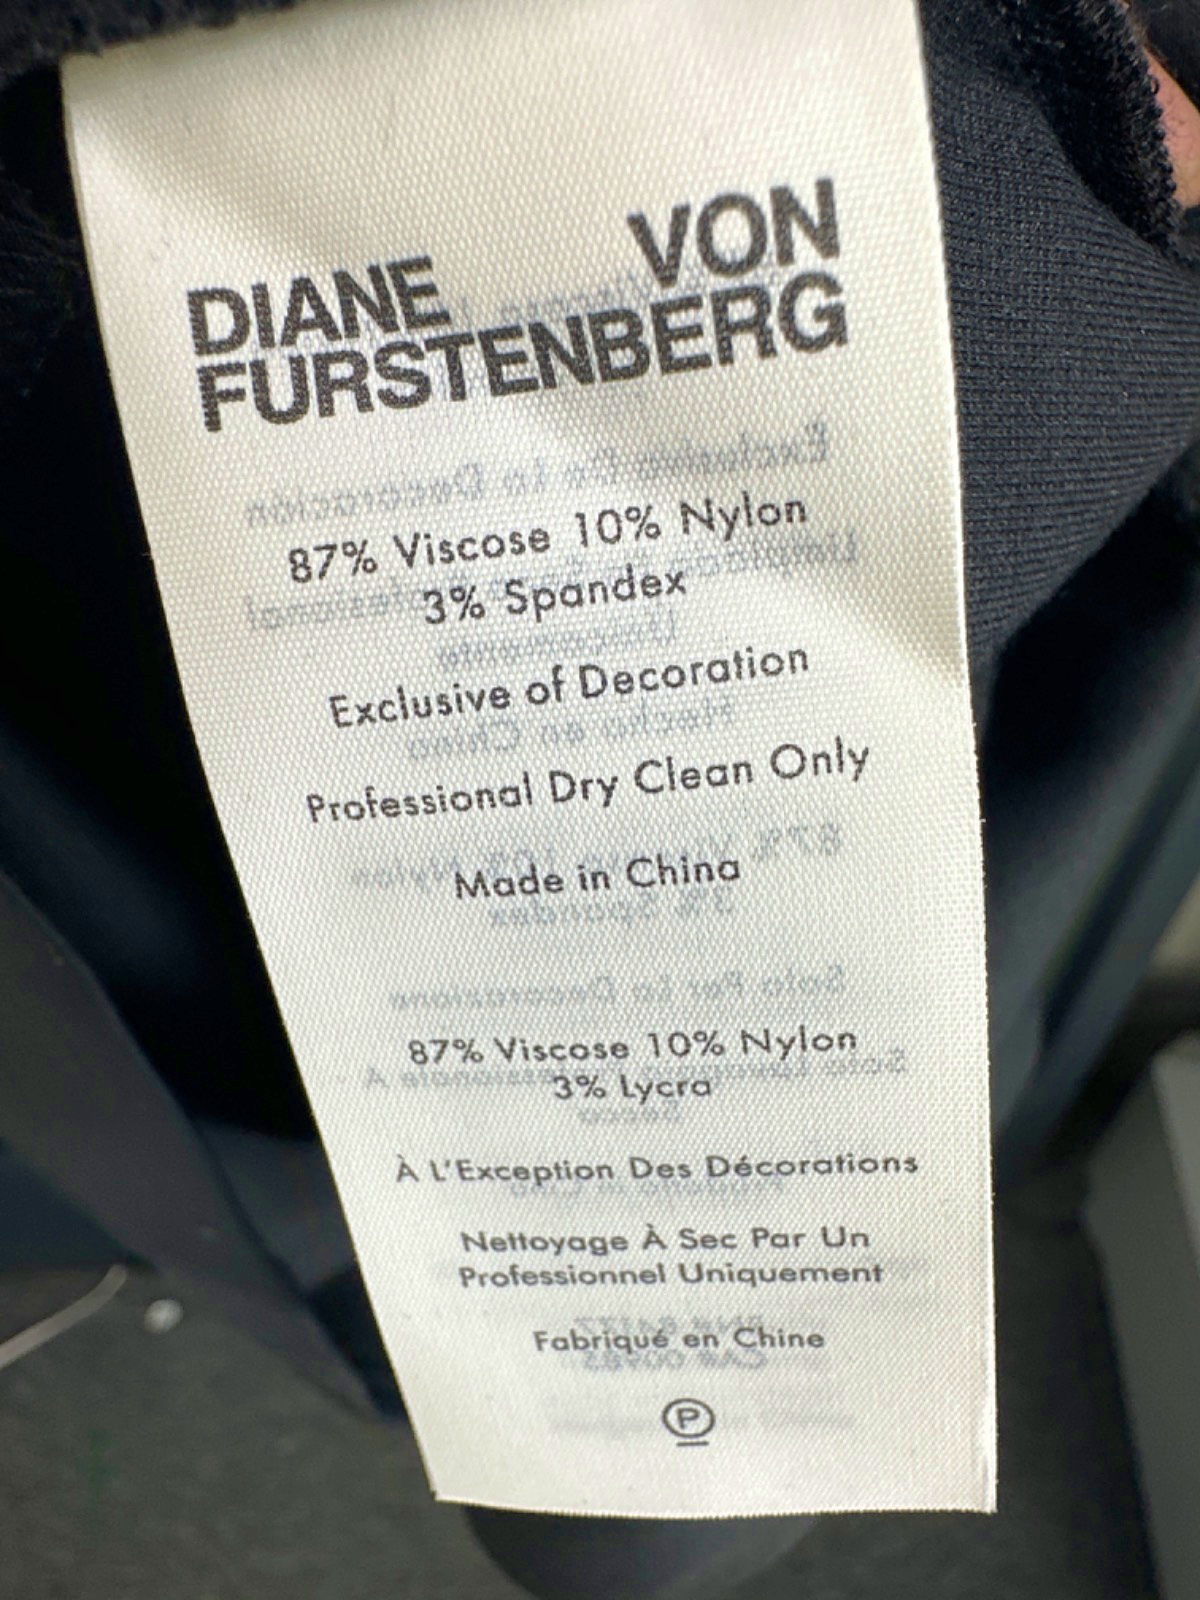 DIANE VON
FURSTENBERG
87% Viscose 10% Nylon
3% Spandex
Exclusive of Decoration
Professional Dry Clean Only
Made in China
87% Viscose 10% Nylon
3% Lycra
À L'Exception Des Décorations
Nettoyage À Sec Par Un
Professionnel Uniquement
Fabriqué en Chine
P